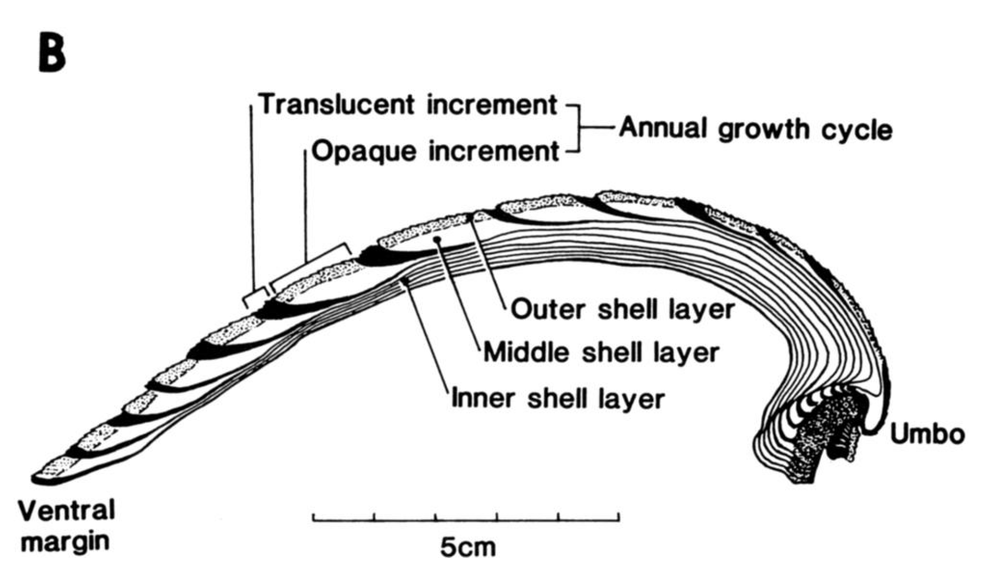 B
Translucent increment
Opaque increment
Annual growth cycle
Outer shell layer
Middle shell layer
Inner shell layer
Umbo
Ventral
margin
5cm